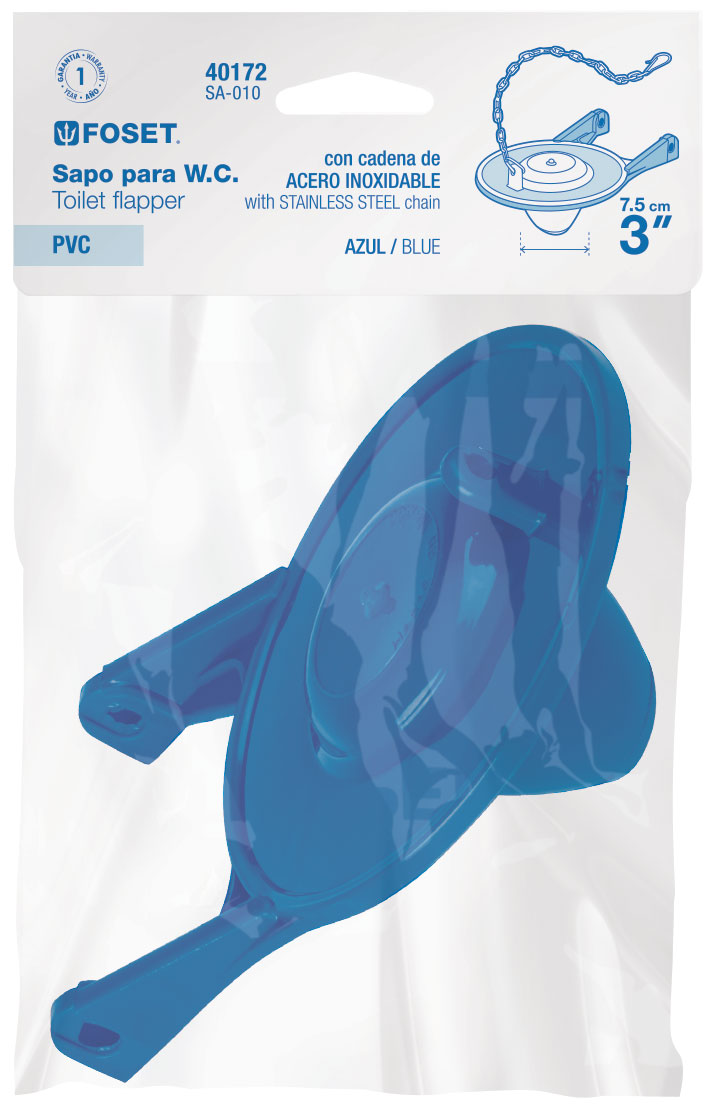 GARANTIA • WARRANTY
1
YEAR • AÑO
40172
SA-010
FOSET.
Sapo para W.C.
Toilet flapper
PVC
con cadena de
ACERO INOXIDABLE
with STAINLESS STEEL chain
AZUL / BLUE
7.5 cm
3”